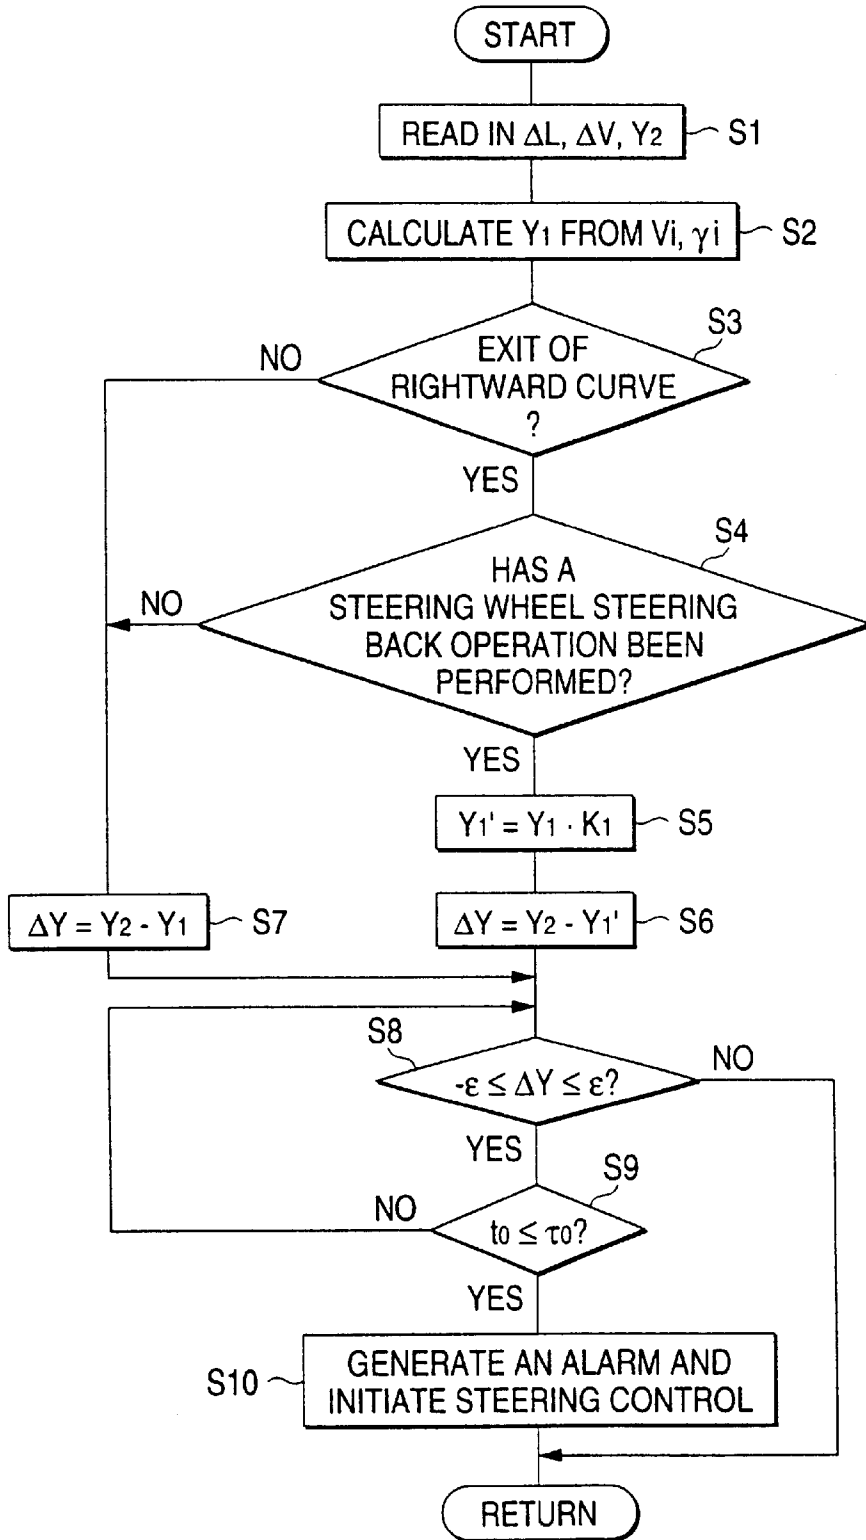 START
READ IN ΔL, ΔV, Y2
S1
CALCULATE Y1 FROM Vi, γi
S2
S3
EXIT OF
RIGHTWARD CURVE
?
NO
YES
S4
HAS A
STEERING WHEEL STEERING
BACK OPERATION BEEN
PERFORMED?
NO
YES
Y1' = Y1 · K1
S5
ΔY = Y2 - Y1
S7
ΔY = Y2 - Y1'
S6
S8
-ε ≤ ΔY ≤ ε?
NO
YES
S9
t0 ≤ τ0?
NO
YES
S10
GENERATE AN ALARM AND
INITIATE STEERING CONTROL
RETURN